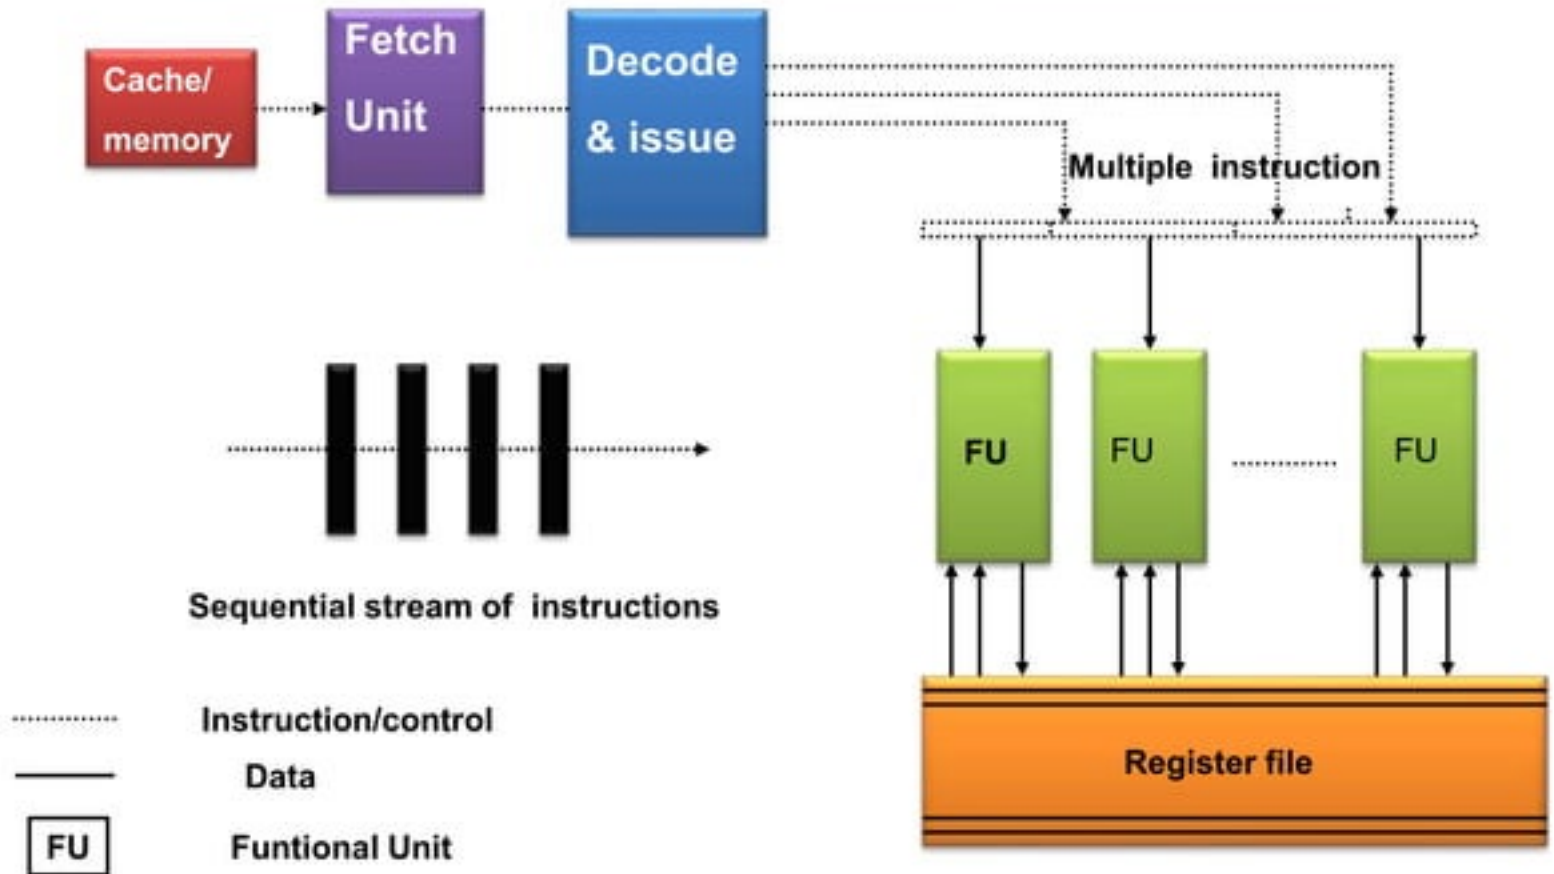 Cache/
memory
Fetch
Unit
Decode
& issue
Multiple instruction
FU
FU
FU
Sequential stream of instructions
Instruction/control
Data
FU
Funtional Unit
Register file